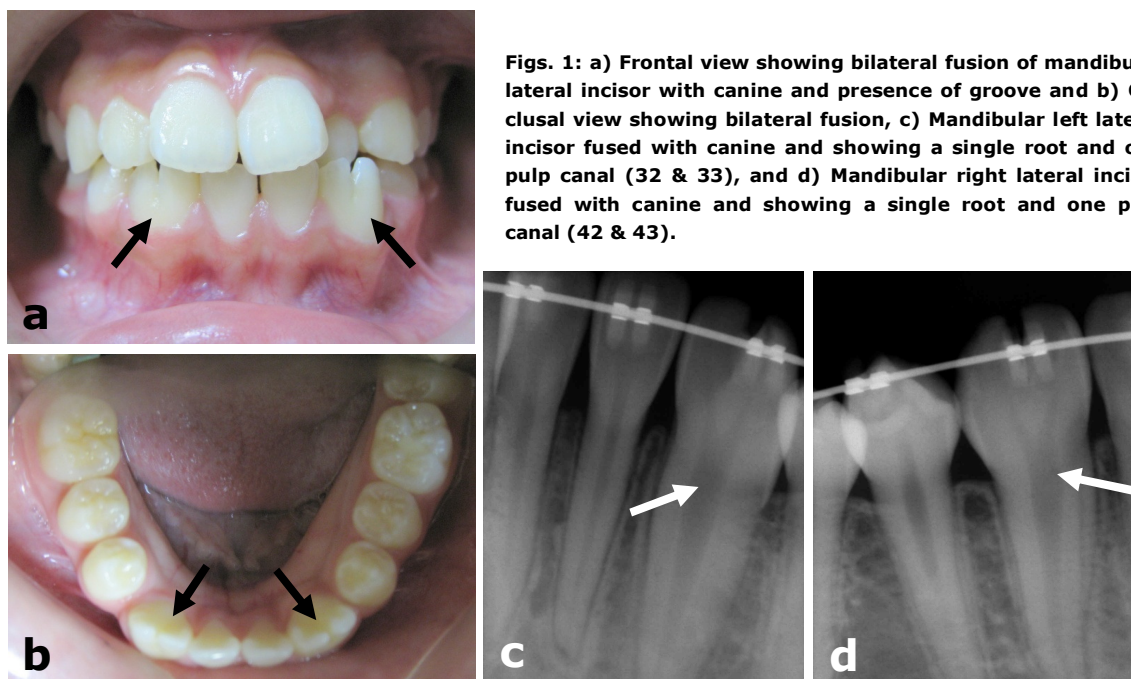 Figs. 1: a) Frontal view showing bilateral fusion of mandibu
lateral incisor with canine and presence of groove and b)
clusal view showing bilateral fusion, c) Mandibular left late
incisor fused with canine and showing a single root and
pulp canal (32 & 33), and d) Mandibular right lateral inci
fused with canine and showing a single root and one p
canal (42 & 43).
a
b
c
d